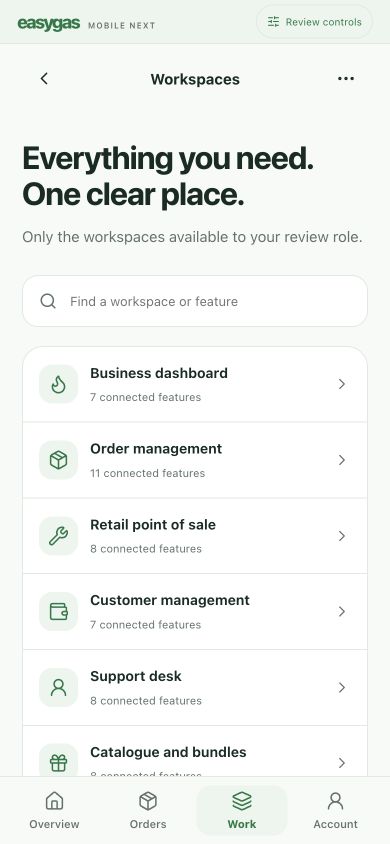 easygas MOBILE NEXT
Review controls
Workspaces
Everything you need.
One clear place.
Only the workspaces available to your review role.
Find a workspace or feature
Business dashboard
7 connected features
Order management
11 connected features
Retail point of sale
8 connected features
Customer management
7 connected features
Support desk
8 connected features
Catalogue and bundles
8 connected features
Overview
Orders
Work
Account